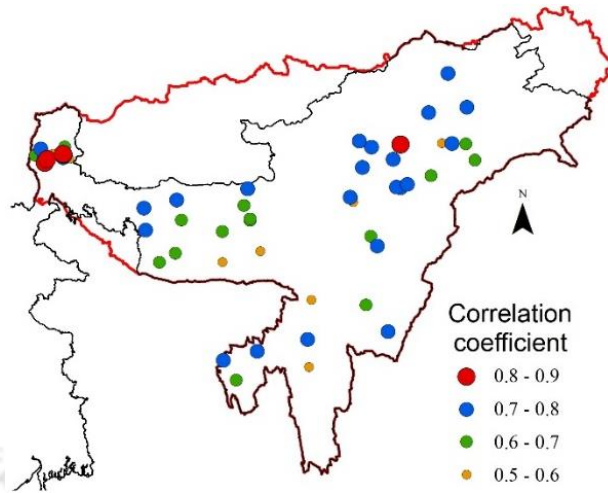 N
Correlation
coefficient
0.8 - 0.9
0.7 - 0.8
0.6 - 0.7
0.5 - 0.6